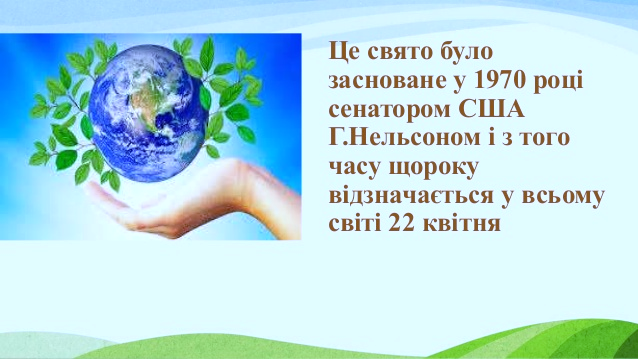 Це свято було
засноване у 1970 році
сенатором США
Г.Нельсоном і з того
часу щороку
відзначається у всьому
світі 22 квітня